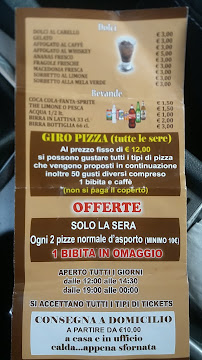 Dolci
DOLCI AL CARRELLO € 3,00
GELATO € 3,00
AFFOGATO AL CAFFÈ € 3,00
AFFOGATO AL WHISKEY € 3,00
ANANAS FRESCO € 3,00
FRAGOLE FRESCHE € 3,00
MACEDONIA FRESCA € 3,00
SORBETTO AL LIMONE € 3,00
SORBETTO ALLA MELA VERDE € 3,00
Bevande
COCA COLA-FANTA-SPRITE € 1,50
THE LIMONE O PESCA € 1,50
ACQUA 1/2 lt.
BIRRA IN LATTINA 33 cl.
BIRRA BOTTIGLIA 66 cl. € 3,00
GIRO PIZZA (tutte le sere)
Al prezzo fisso di € 12,00
si possono gustare tutti i tipi di pizza
che vengono proposti in continuazione
inoltre 50 gusti diversi compreso
1 bibita e caffè
(non si paga il coperto)
OFFERTE
SOLO LA SERA
Ogni 2 pizze normale d'asporto (MINIMO 10€)
1 BIBITA IN OMAGGIO
APERTO TUTTI I GIORNI
dalle 12:00 alle 14:30
dalle 19:00 alle 00:00
SI ACCETTANO TUTTI I TIPI DI TICKETS
CONSEGNA A DOMICILIO
A PARTIRE DA €10.00
a casa e in ufficio
calda...appena sfornata